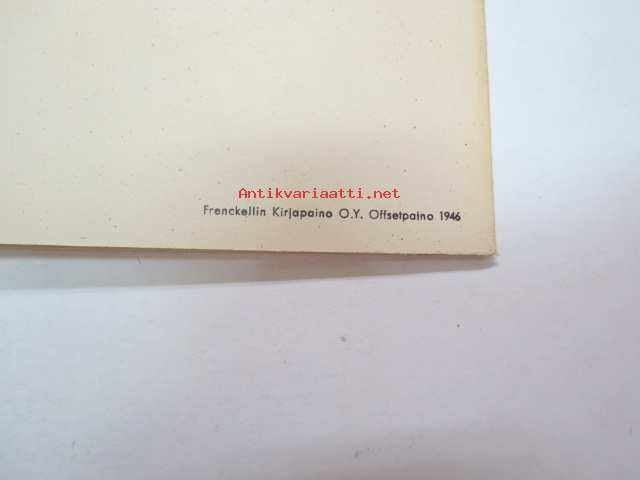 Antikvariaatti.net
Frenckellin Kirjapaino O.Y. Offsetpaino 1946